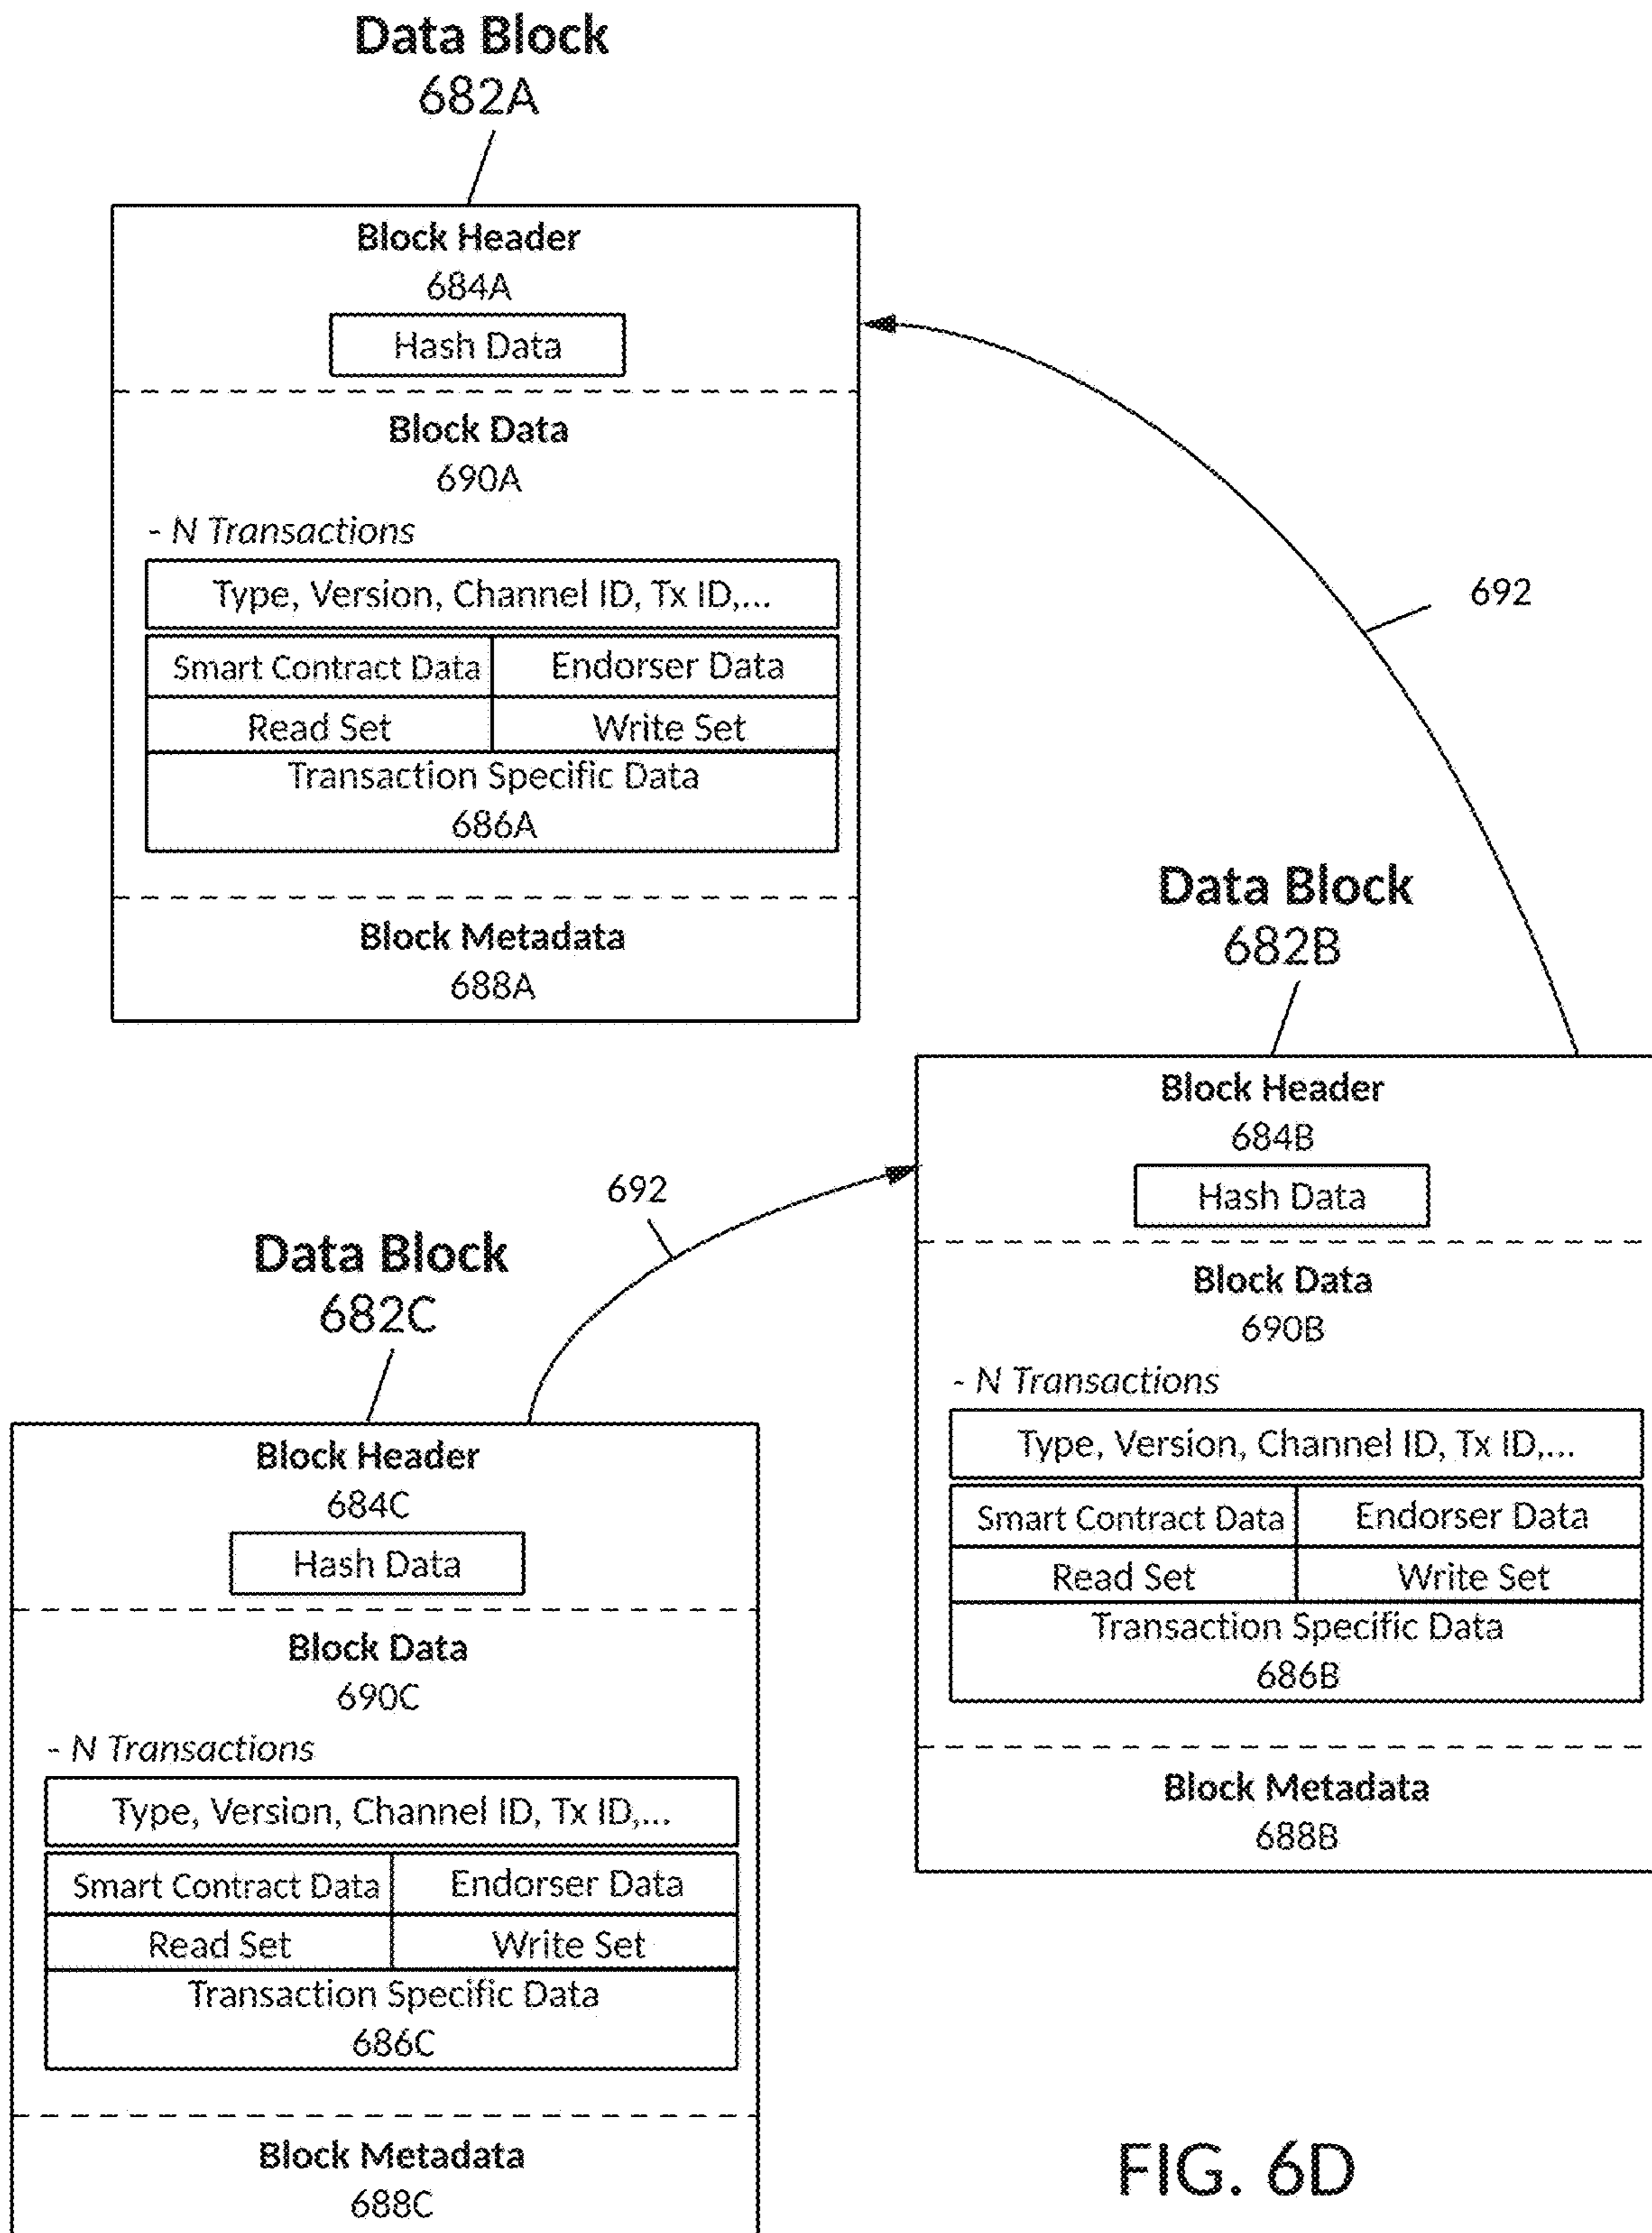 Data Block
682A
Block Header
684A
Hash Data
Block Data
690A
- N Transactions
Type, Version, Channel ID, Tx ID,...
Smart Contract Data Endorser Data
Read Set Write Set
Transaction Specific Data
686A
Block Metadata
688A
692
Data Block
682B
Block Header
684B
Hash Data
Block Data
690B
- N Transactions
Type, Version, Channel ID, Tx ID,...
Smart Contract Data Endorser Data
Read Set Write Set
Transaction Specific Data
686B
Block Metadata
688B
692
Data Block
682C
Block Header
684C
Hash Data
Block Data
690C
- N Transactions
Type, Version, Channel ID, Tx ID,...
Smart Contract Data Endorser Data
Read Set Write Set
Transaction Specific Data
686C
Block Metadata
688C
FIG. 6D